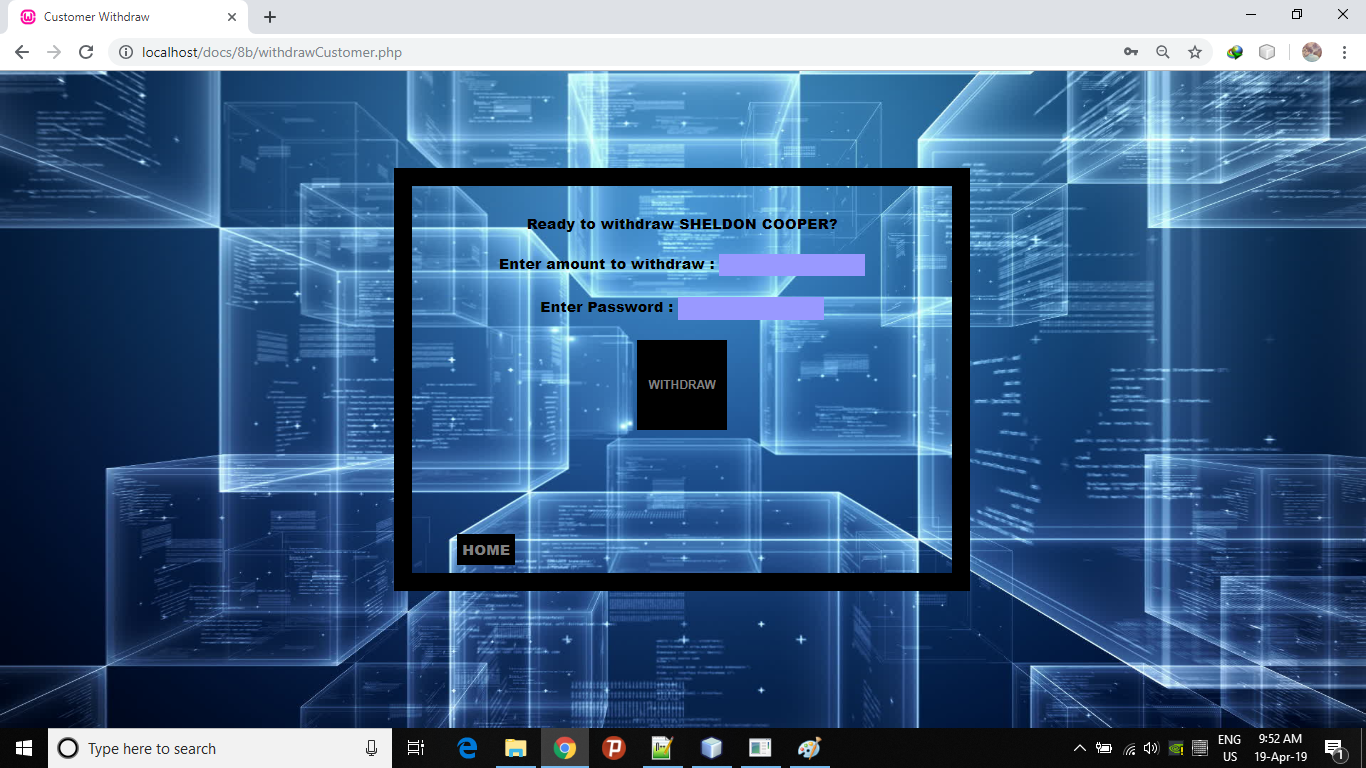 Customer Withdraw
localhost/docs/8b/withdrawCustomer.php
Ready to withdraw SHELDON COOPER?
Enter amount to withdraw :
Enter Password :
WITHDRAW
HOME
Type here to search
ENG
US
9:52 AM
19-Apr-19
1